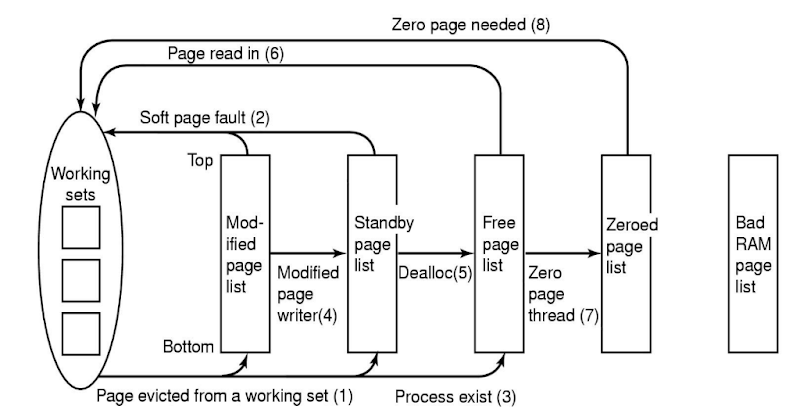 Zero page needed (8)
Page read in (6)
Soft page fault (2)
Top
Working
sets
Mod-
ified
page
list
Standby
page
list
Free
page
list
Zeroed
page
list
Bad
RAM
page
list
Modified
page
writer(4)
Dealloc(5)
Zero
page
thread (7)
Bottom
Page evicted from a working set (1)
Process exist (3)